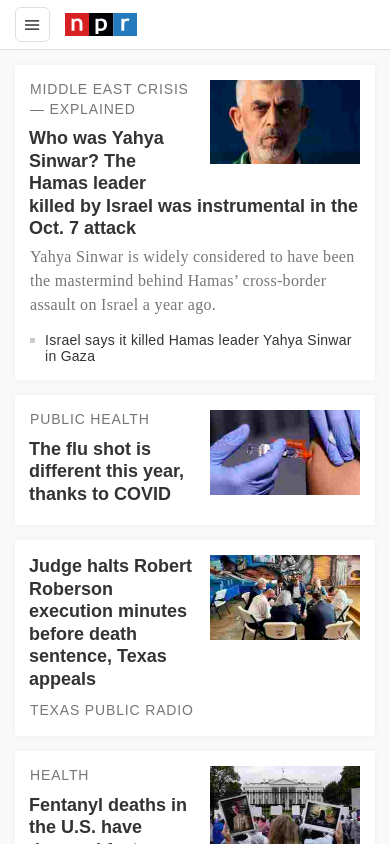 npr
MIDDLE EAST CRISIS
— EXPLAINED
Who was Yahya
Sinwar? The
Hamas leader
killed by Israel was instrumental in the
Oct. 7 attack
Yahya Sinwar is widely considered to have been
the mastermind behind Hamas’ cross-border
assault on Israel a year ago.
Israel says it killed Hamas leader Yahya Sinwar
in Gaza
PUBLIC HEALTH
The flu shot is
different this year,
thanks to COVID
Judge halts Robert
Roberson
execution minutes
before death
sentence, Texas
appeals
TEXAS PUBLIC RADIO
HEALTH
Fentanyl deaths in
the U.S. have